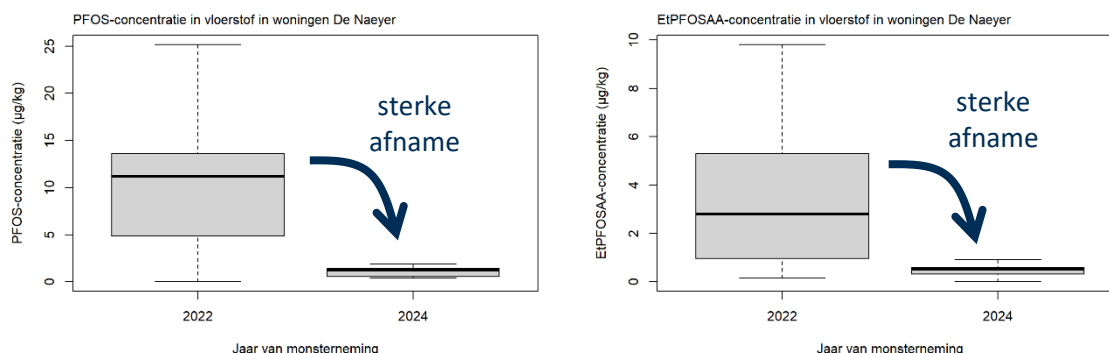 PFOS-concentratie in vloerstof in woningen De Naeyer
PFOS-concentratie (µg/kg)
25
20
15
10
5
0
sterke
afname
2022
2024
Jaar van monsterneming
EtPFOSAA-concentratie in vloerstof in woningen De Naeyer
EtPFOSAA-concentratie (µg/kg)
10
8
6
4
2
0
sterke
afname
2022
2024
Jaar van monsterneming